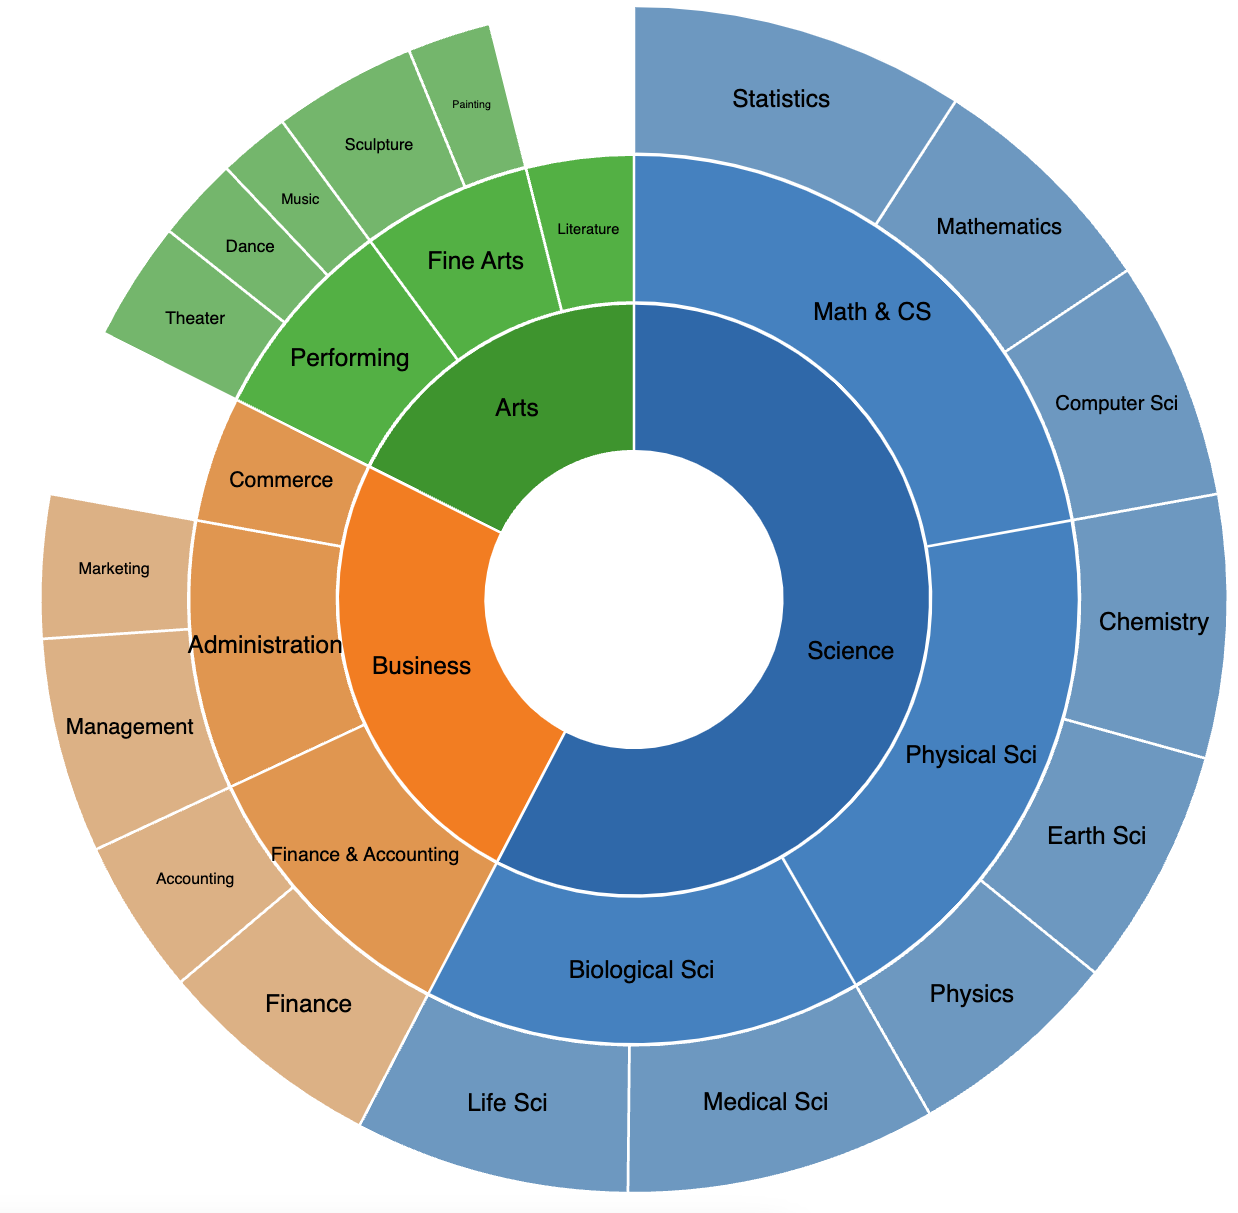 Statistics
Painting
Sculpture
Music
Mathematics
Literature
Dance
Fine Arts
Math & CS
Theater
Performing
Computer Sci
Arts
Commerce
Marketing
Chemistry
Administration
Science
Business
Management
Physical Sci
Earth Sci
Finance & Accounting
Accounting
Biological Sci
Physics
Finance
Medical Sci
Life Sci